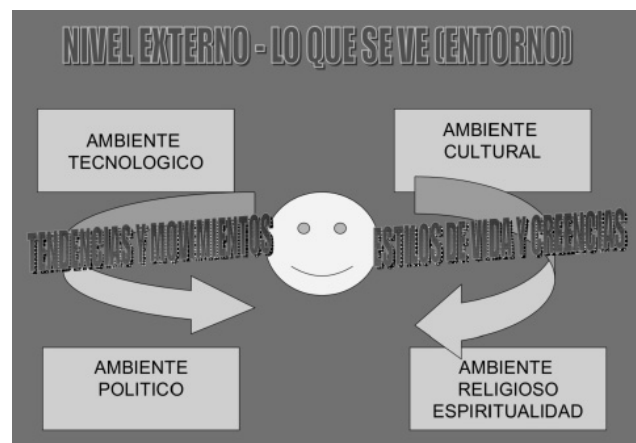 NIVEL EXTERNO - LO QUE SE VE (ENTORNO)
AMBIENTE
TECNOLOGICO
AMBIENTE
CULTURAL
TENDENCIAS Y MOVIMIENTOS
ESTILOS DE VIDA Y CREENCIAS
AMBIENTE
POLITICO
AMBIENTE
RELIGIOSO
ESPIRITUALIDAD